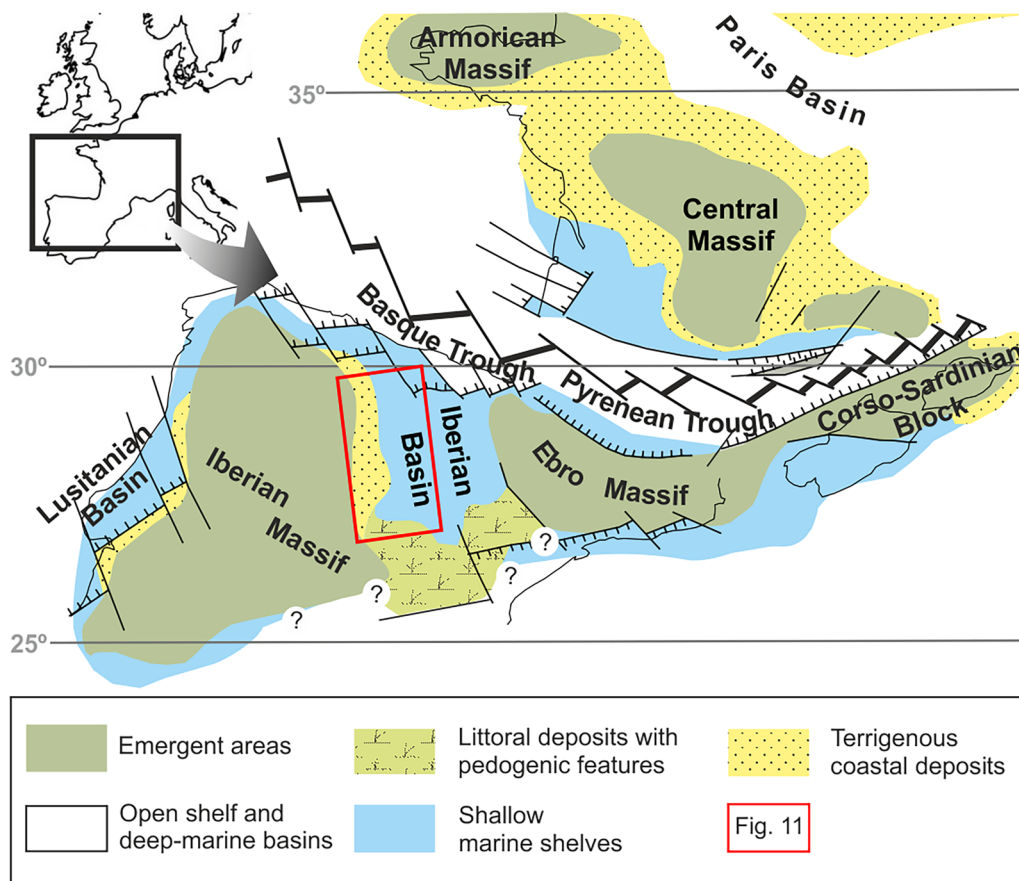 Armorican
Massif
Paris Basin
35º
Central
Massif
Basque Trough
30º
Pyrenean Trough
Corso-Sardinian
Block
Iberian
Basin
Ebro Massif
Lusitanian
Basin
Iberian
Massif
?
?
?
?
25º
Emergent areas
Littoral deposits with
pedogenic features
Terrigenous
coastal deposits
Open shelf and
deep-marine basins
Shallow
marine shelves
Fig. 11